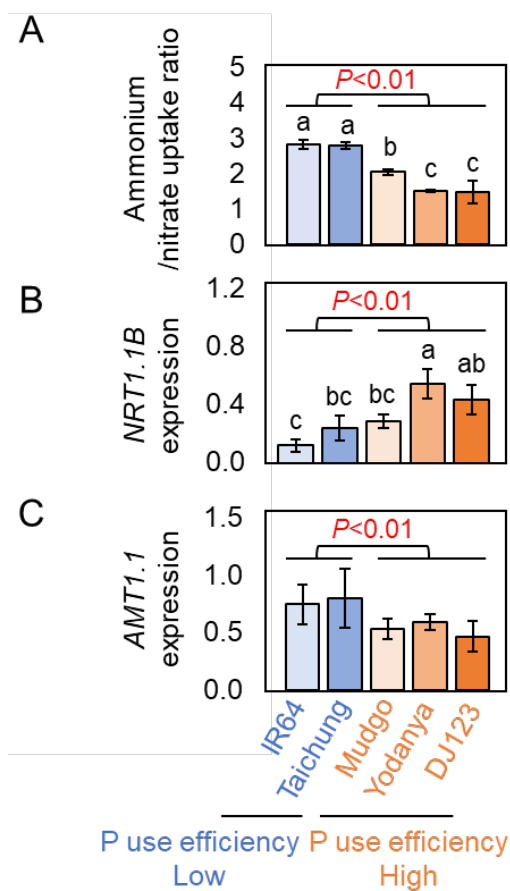 A
Ammonium
/nitrate uptake ratio
5
4
3
2
1
0
P<0.01
a
a
b
c
c
B
NRT1.1B
expression
1.2
0.8
0.4
0.0
P<0.01
c
bc
bc
a
ab
C
AMT1.1
expression
1.5
1.0
0.5
0.0
P<0.01
IR64
Taichung
Mudgo
Yodanya
DJ123
P use efficiency
Low
P use efficiency
High